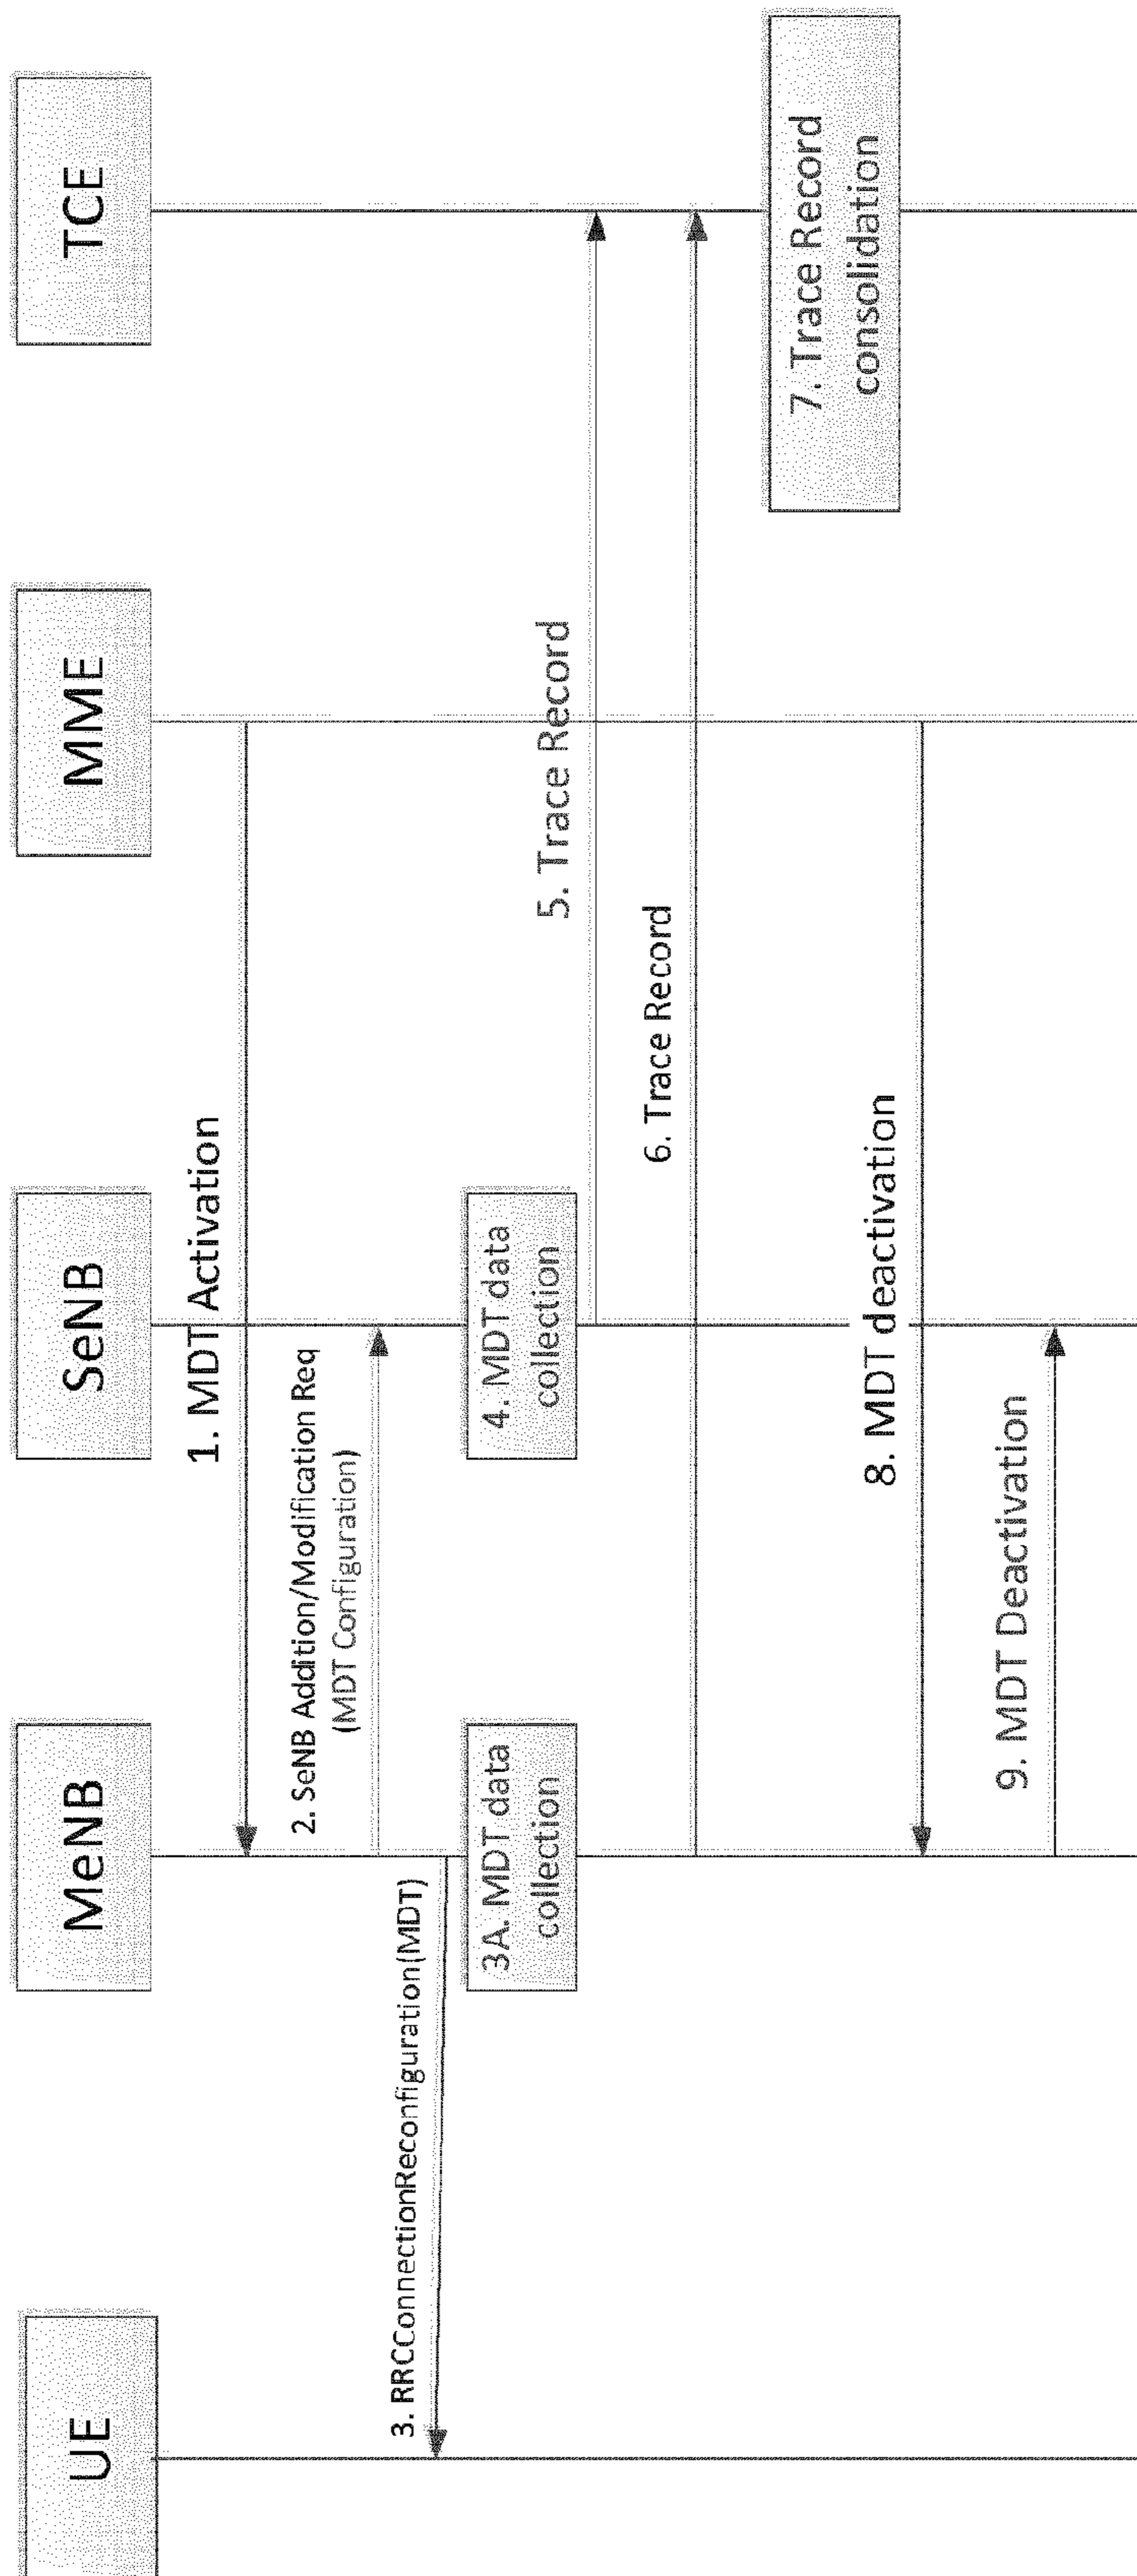 UE
MeNB
SeNB
MME
TCE
1. MDT Activation
2. SeNB Addition/Modification Req
(MDT Configuration)
3. RRCConnectionReconfiguration(MDT)
3A. MDT data
collection
4. MDT data
collection
5. Trace Record
6. Trace Record
7. Trace Record
consolidation
8. MDT deactivation
9. MDT Deactivation